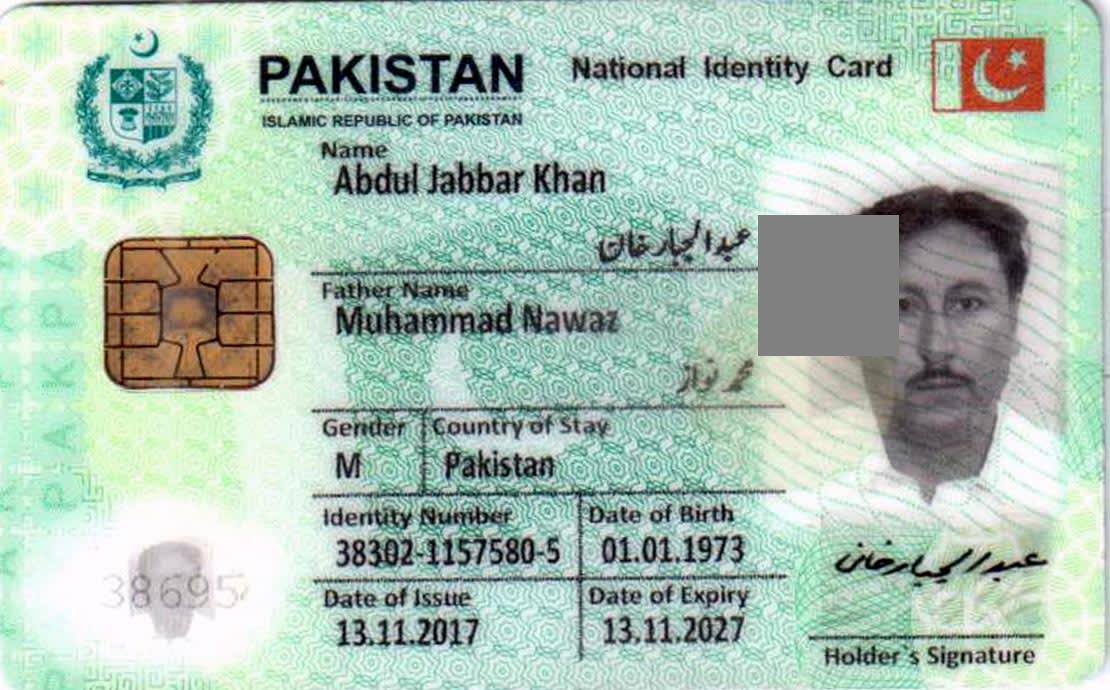 PAKISTAN National Identity Card
ISLAMIC REPUBLIC OF PAKISTAN
Name
Abdul Jabbar Khan
عبدالجبار خان
Father Name
Muhammad Nawaz
محمد نواز
Gender Country of Stay
M Pakistan
Identity Number Date of Birth
38302-1157580-5 01.01.1973
Date of Issue Date of Expiry
13.11.2017 13.11.2027
38695
عبدالجبار خان
Holder's Signature
PAKPA